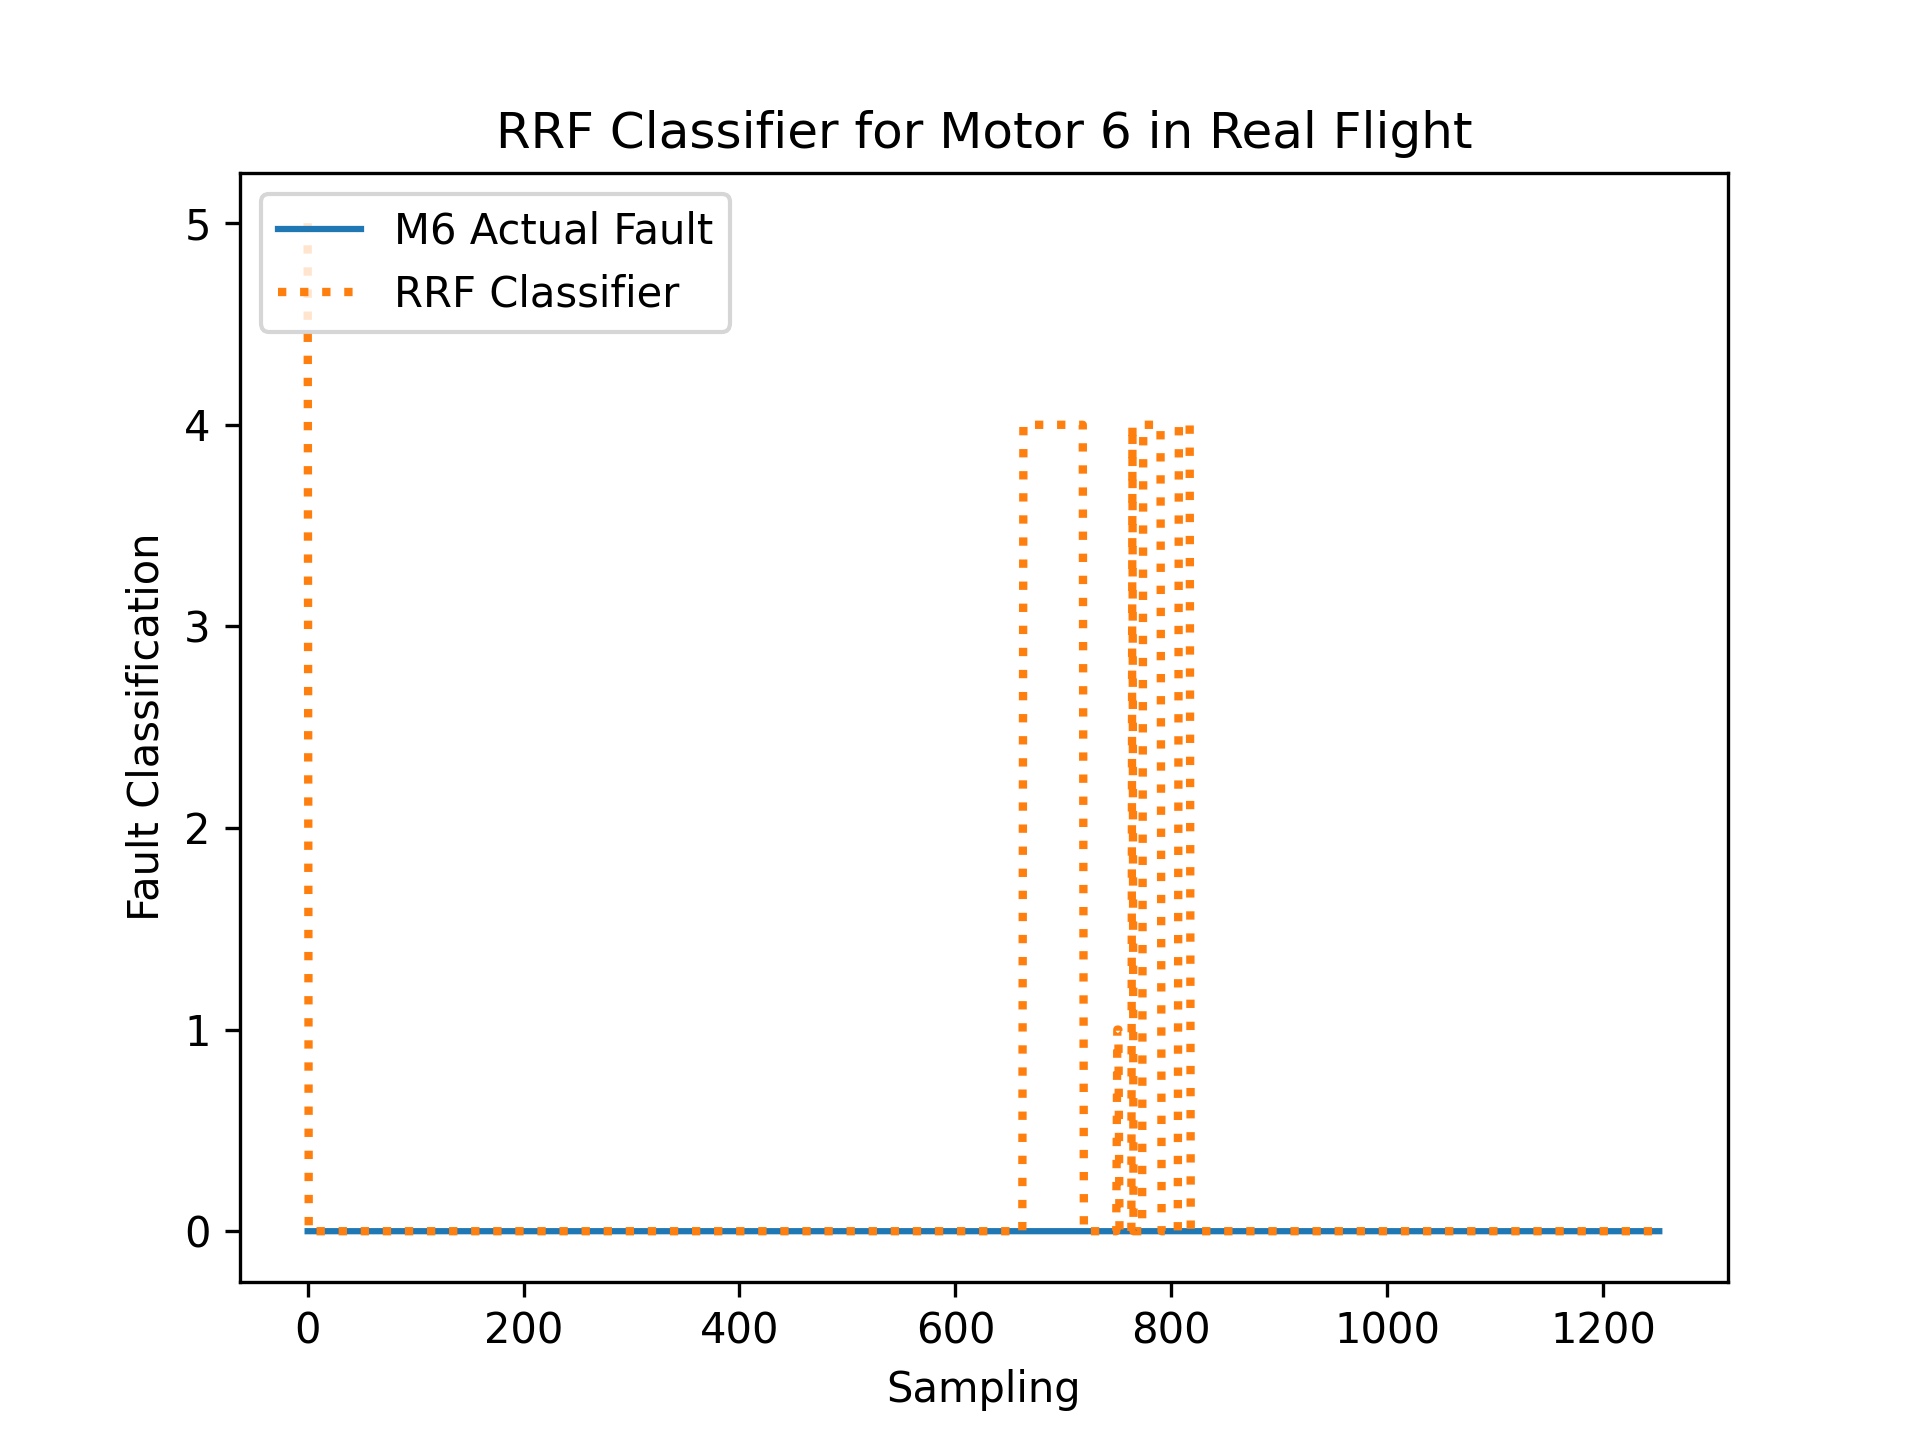 RRF Classifier for Motor 6 in Real Flight
M6 Actual Fault
RRF Classifier
5
4
3
2
1
0
Fault Classification
0 200 400 600 800 1000 1200
Sampling